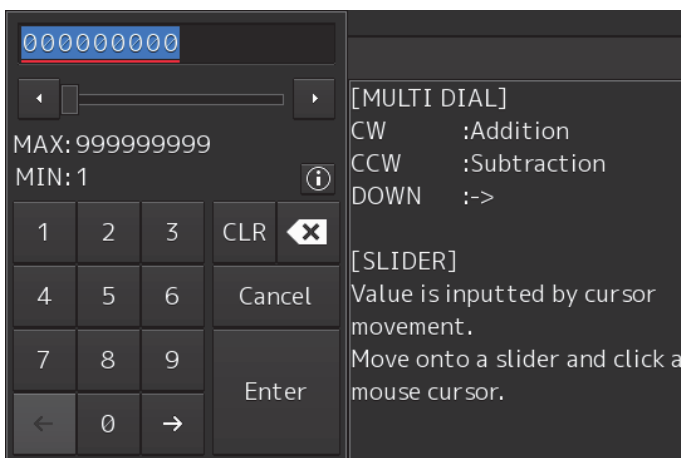 000000000
MAX:999999999
MIN:1
1 2 3 CLR
4 5 6 Cancel
7 8 9
Enter
← 0 →
[MULTI DIAL]
CW :Addition
CCW :Subtraction
DOWN :->
[SLIDER]
Value is inputted by cursor
movement.
Move onto a slider and click a
mouse cursor.